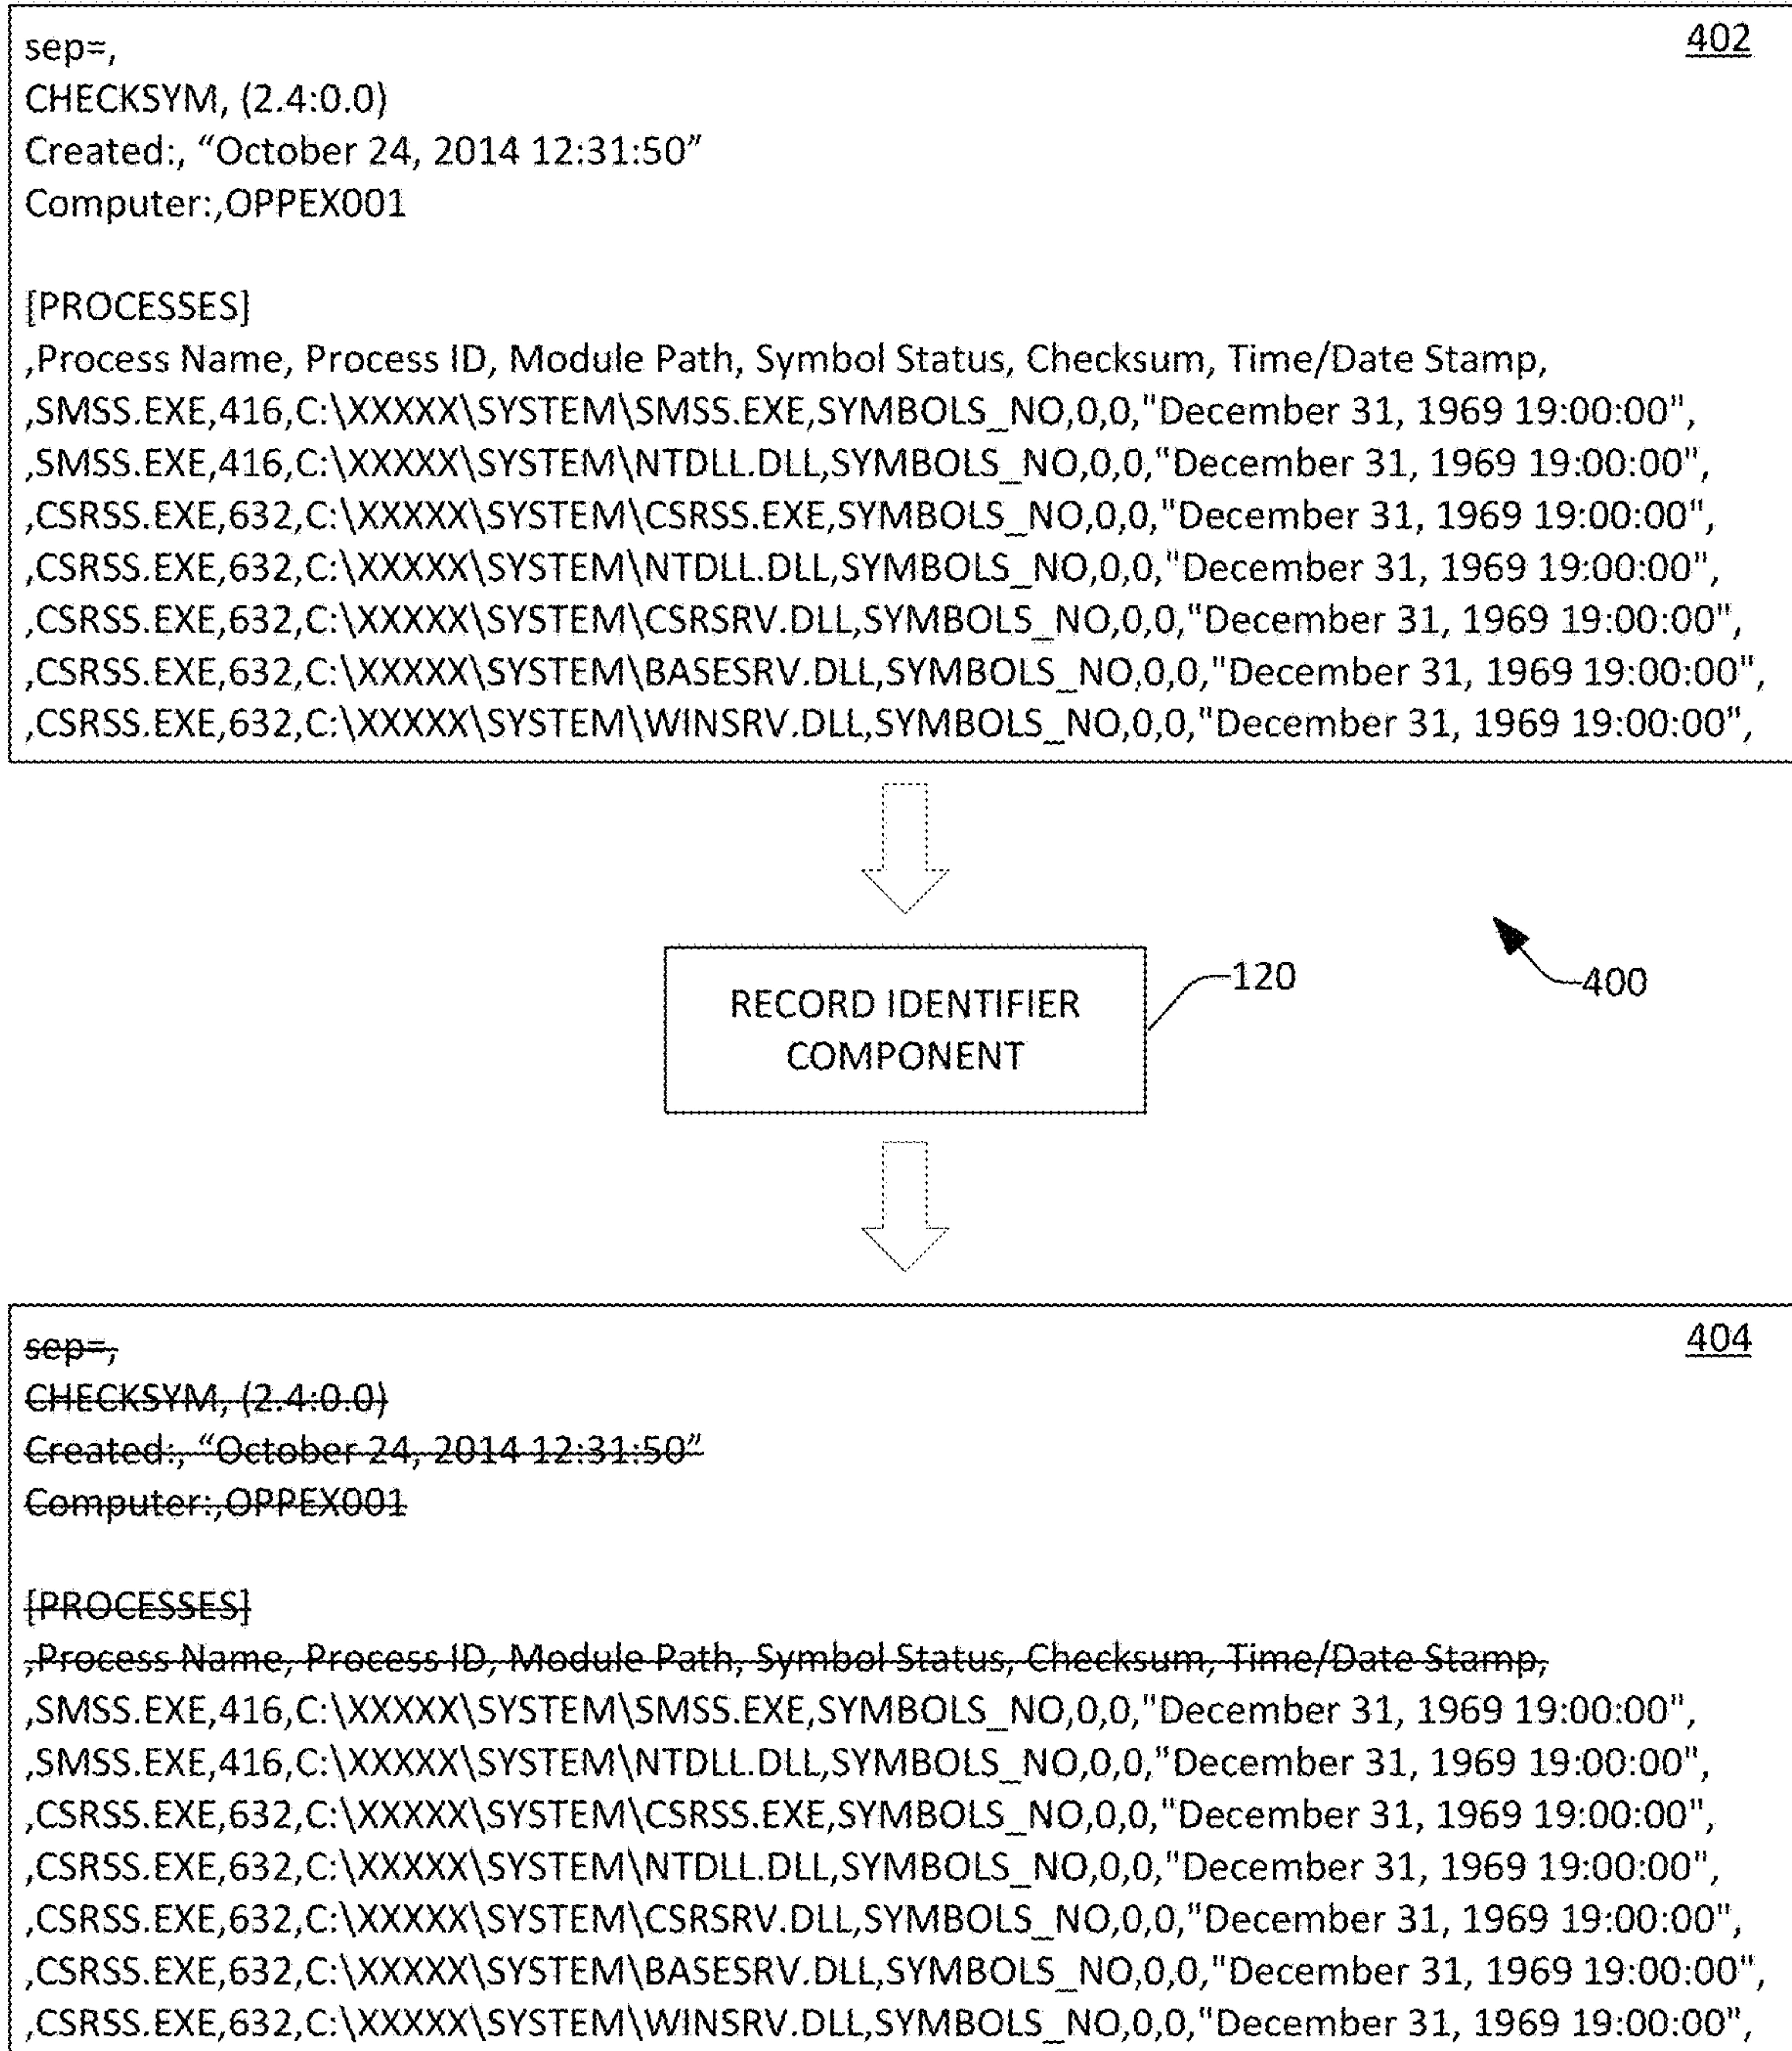 402
sep=,
CHECKSYM, (2.4:0.0)
Created:, “October 24, 2014 12:31:50”
Computer:,OPPEX001
[PROCESSES]
,Process Name, Process ID, Module Path, Symbol Status, Checksum, Time/Date Stamp,
,SMSS.EXE,416,C:\XXXXX\SYSTEM\SMSS.EXE,SYMBOLS_NO,0,0,"December 31, 1969 19:00:00",
,SMSS.EXE,416,C:\XXXXX\SYSTEM\NTDLL.DLL,SYMBOLS_NO,0,0,"December 31, 1969 19:00:00",
,CSRSS.EXE,632,C:\XXXXX\SYSTEM\CSRSS.EXE,SYMBOLS_NO,0,0,"December 31, 1969 19:00:00",
,CSRSS.EXE,632,C:\XXXXX\SYSTEM\NTDLL.DLL,SYMBOLS_NO,0,0,"December 31, 1969 19:00:00",
,CSRSS.EXE,632,C:\XXXXX\SYSTEM\CSRSRV.DLL,SYMBOLS_NO,0,0,"December 31, 1969 19:00:00",
,CSRSS.EXE,632,C:\XXXXX\SYSTEM\BASESRV.DLL,SYMBOLS_NO,0,0,"December 31, 1969 19:00:00",
,CSRSS.EXE,632,C:\XXXXX\SYSTEM\WINSRV.DLL,SYMBOLS_NO,0,0,"December 31, 1969 19:00:00",
RECORD IDENTIFIER
COMPONENT
120
400
404
sep=,
CHECKSYM, (2.4:0.0)
Created:, “October 24, 2014 12:31:50”
Computer:,OPPEX001
[PROCESSES]
,Process Name, Process ID, Module Path, Symbol Status, Checksum, Time/Date Stamp,
,SMSS.EXE,416,C:\XXXXX\SYSTEM\SMSS.EXE,SYMBOLS_NO,0,0,"December 31, 1969 19:00:00",
,SMSS.EXE,416,C:\XXXXX\SYSTEM\NTDLL.DLL,SYMBOLS_NO,0,0,"December 31, 1969 19:00:00",
,CSRSS.EXE,632,C:\XXXXX\SYSTEM\CSRSS.EXE,SYMBOLS_NO,0,0,"December 31, 1969 19:00:00",
,CSRSS.EXE,632,C:\XXXXX\SYSTEM\NTDLL.DLL,SYMBOLS_NO,0,0,"December 31, 1969 19:00:00",
,CSRSS.EXE,632,C:\XXXXX\SYSTEM\CSRSRV.DLL,SYMBOLS_NO,0,0,"December 31, 1969 19:00:00",
,CSRSS.EXE,632,C:\XXXXX\SYSTEM\BASESRV.DLL,SYMBOLS_NO,0,0,"December 31, 1969 19:00:00",
,CSRSS.EXE,632,C:\XXXXX\SYSTEM\WINSRV.DLL,SYMBOLS_NO,0,0,"December 31, 1969 19:00:00",